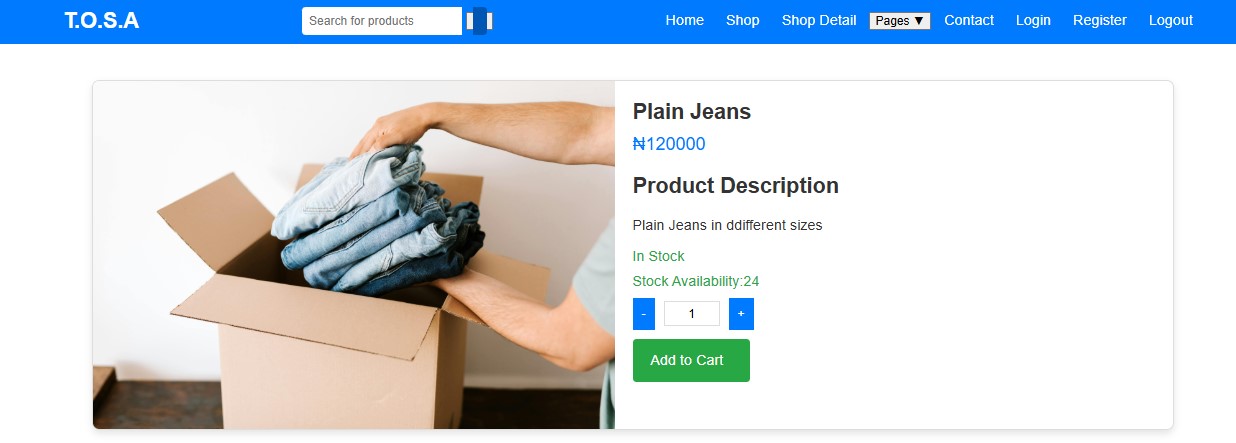 T.O.S.A
Search for products
Home Shop Shop Detail Pages ▼ Contact Login Register Logout
Plain Jeans
₦120000
Product Description
Plain Jeans in ddifferent sizes
In Stock
Stock Availability:24
- 1 +
Add to Cart